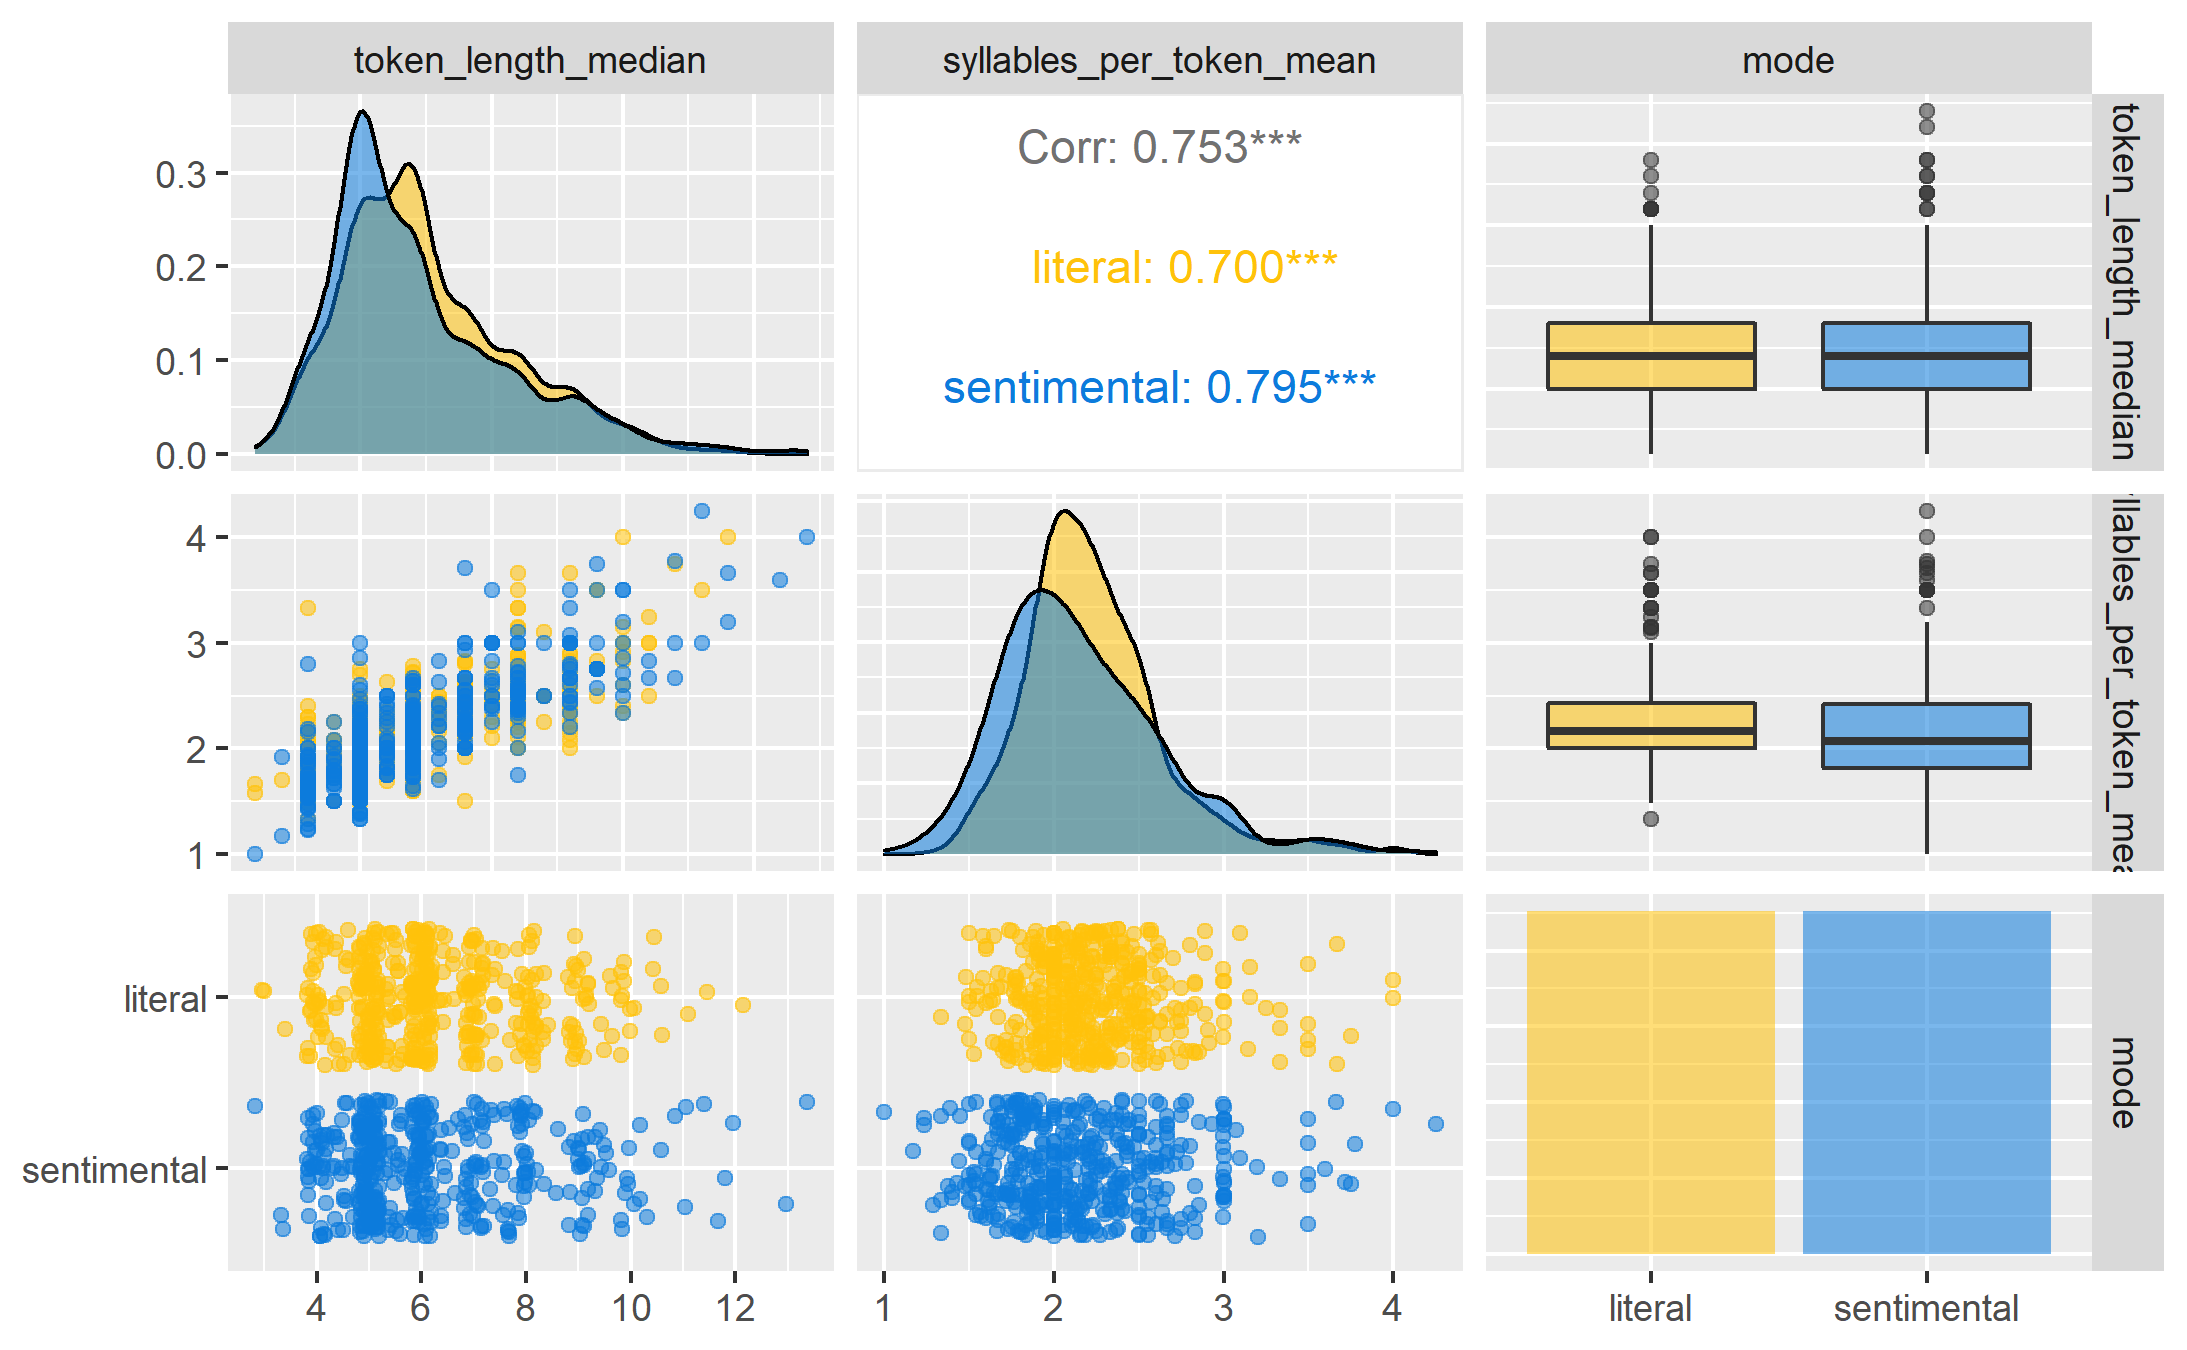 token_length_median
syllables_per_token_mean
mode
0.3
0.2
0.1
0.0
Corr: 0.753***
literal: 0.700***
sentimental: 0.795***
token_length_median
4
3
2
1
llables_per_token_mea
literal
sentimental
mode
4 6 8 10 12
1 2 3 4
literal sentimental